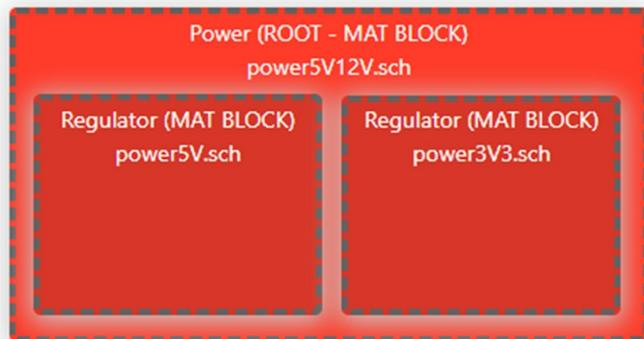 Power (ROOT - MAT BLOCK)
power5V12V.sch
Regulator (MAT BLOCK)
power5V.sch
Regulator (MAT BLOCK)
power3V3.sch